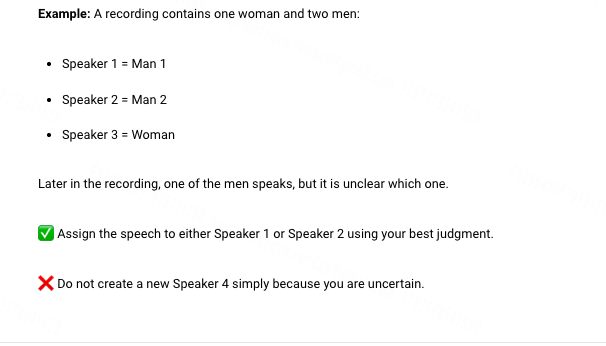 Example: A recording contains one woman and two men:
• Speaker 1 = Man 1
• Speaker 2 = Man 2
• Speaker 3 = Woman
Later in the recording, one of the men speaks, but it is unclear which one.
✅ Assign the speech to either Speaker 1 or Speaker 2 using your best judgment.
❌ Do not create a new Speaker 4 simply because you are uncertain.